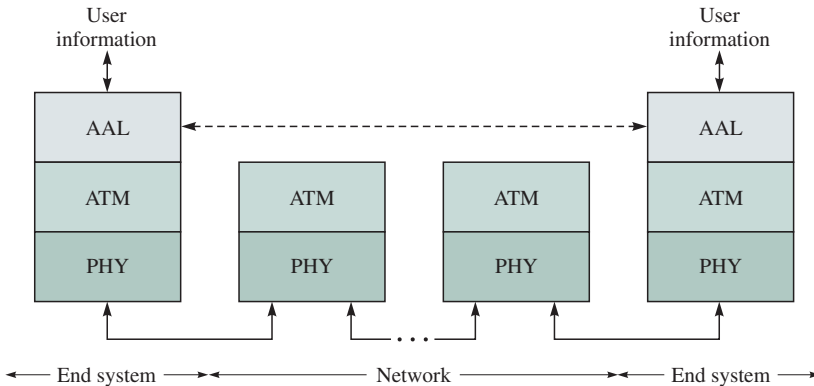 User
information
User
information
AAL
AAL
ATM
ATM
ATM
ATM
PHY
PHY
PHY
PHY
...
End system
Network
End system